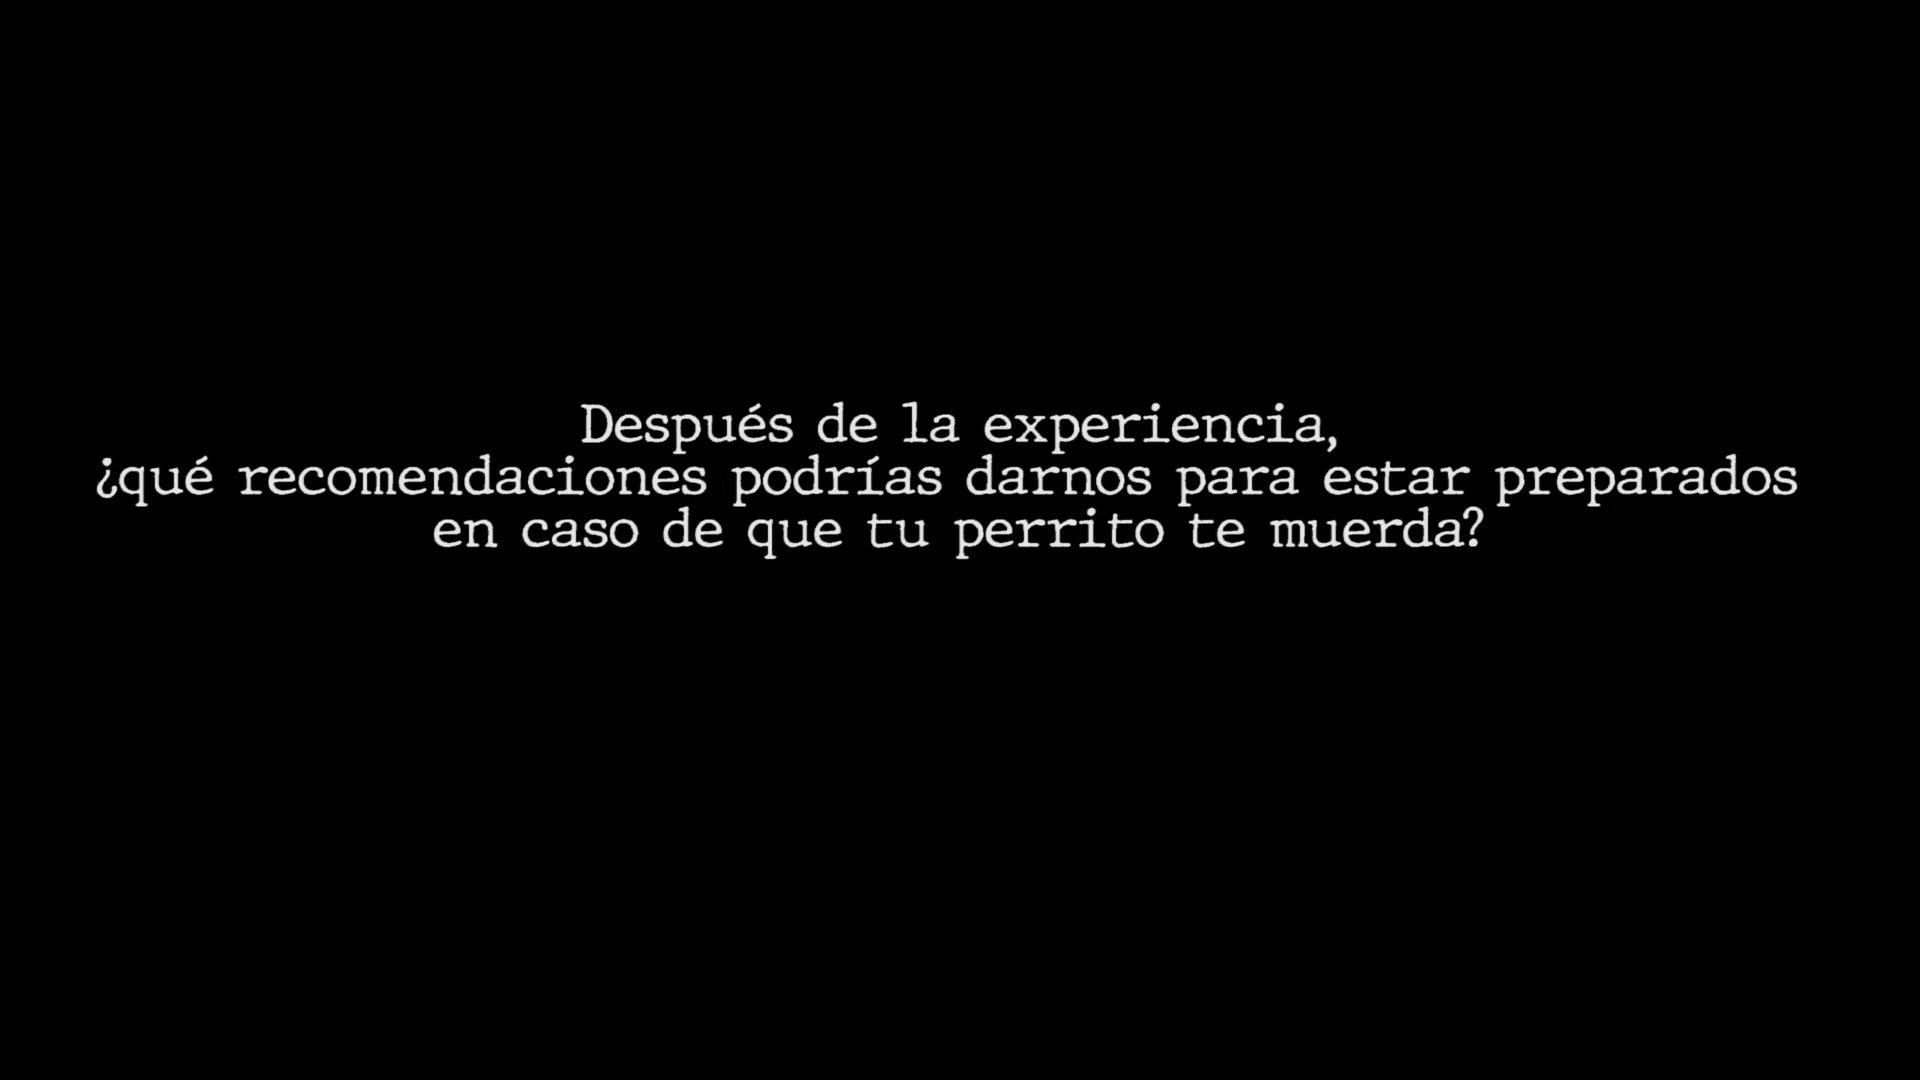 Después de la experiencia,
¿qué recomendaciones podrías darnos para estar preparados
en caso de que tu perrito te muerda?